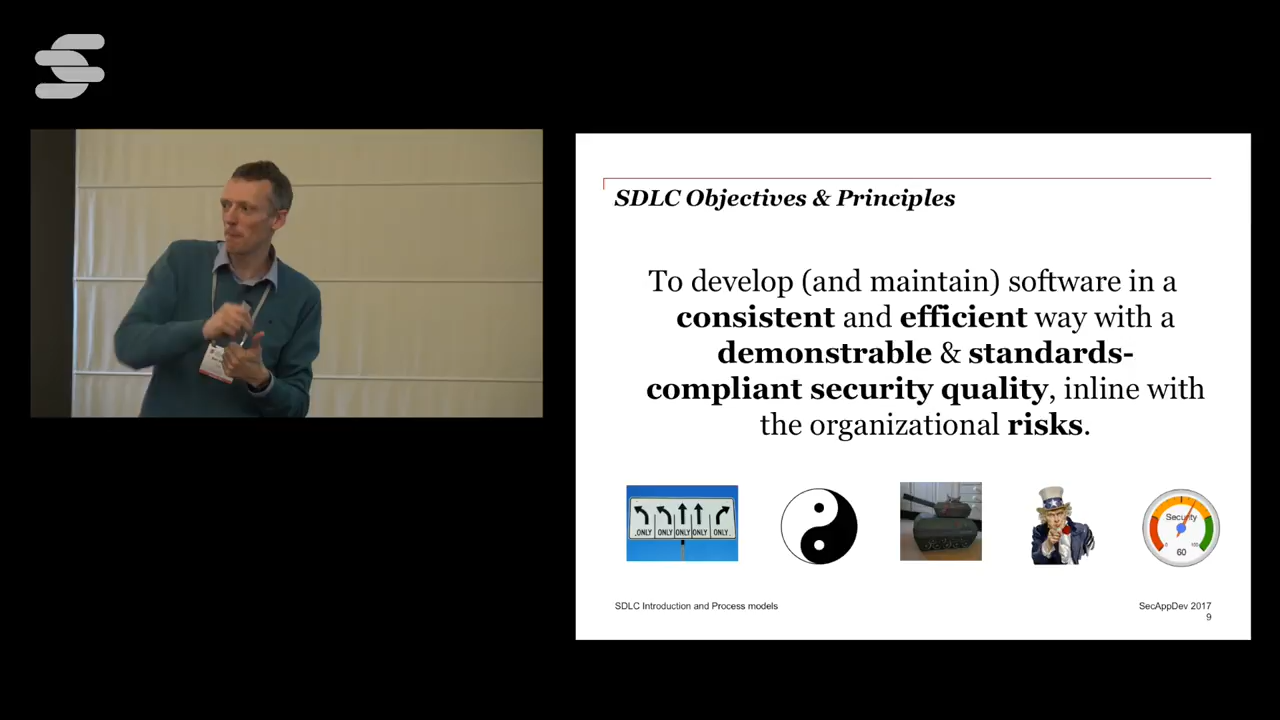 SDLC Objectives & Principles
To develop (and maintain) software in a
consistent and efficient way with a
demonstrable & standards-
compliant security quality, inline with
the organizational risks.
ONLY ONLY ONLY ONLY ONLY
Security
0 100
60
SDLC Introduction and Process models
SecAppDev 2017
9